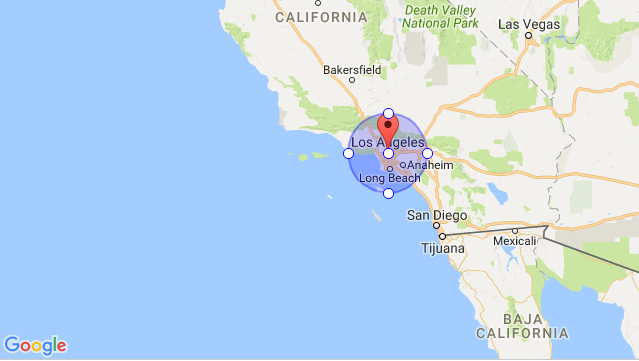 Death Valley
National Park
CALIFORNIA
Las Vegas
Bakersfield
Los Angeles
Anaheim
Long Beach
San Diego
Tijuana
Mexicali
BAJA
CALIFORNIA
Google